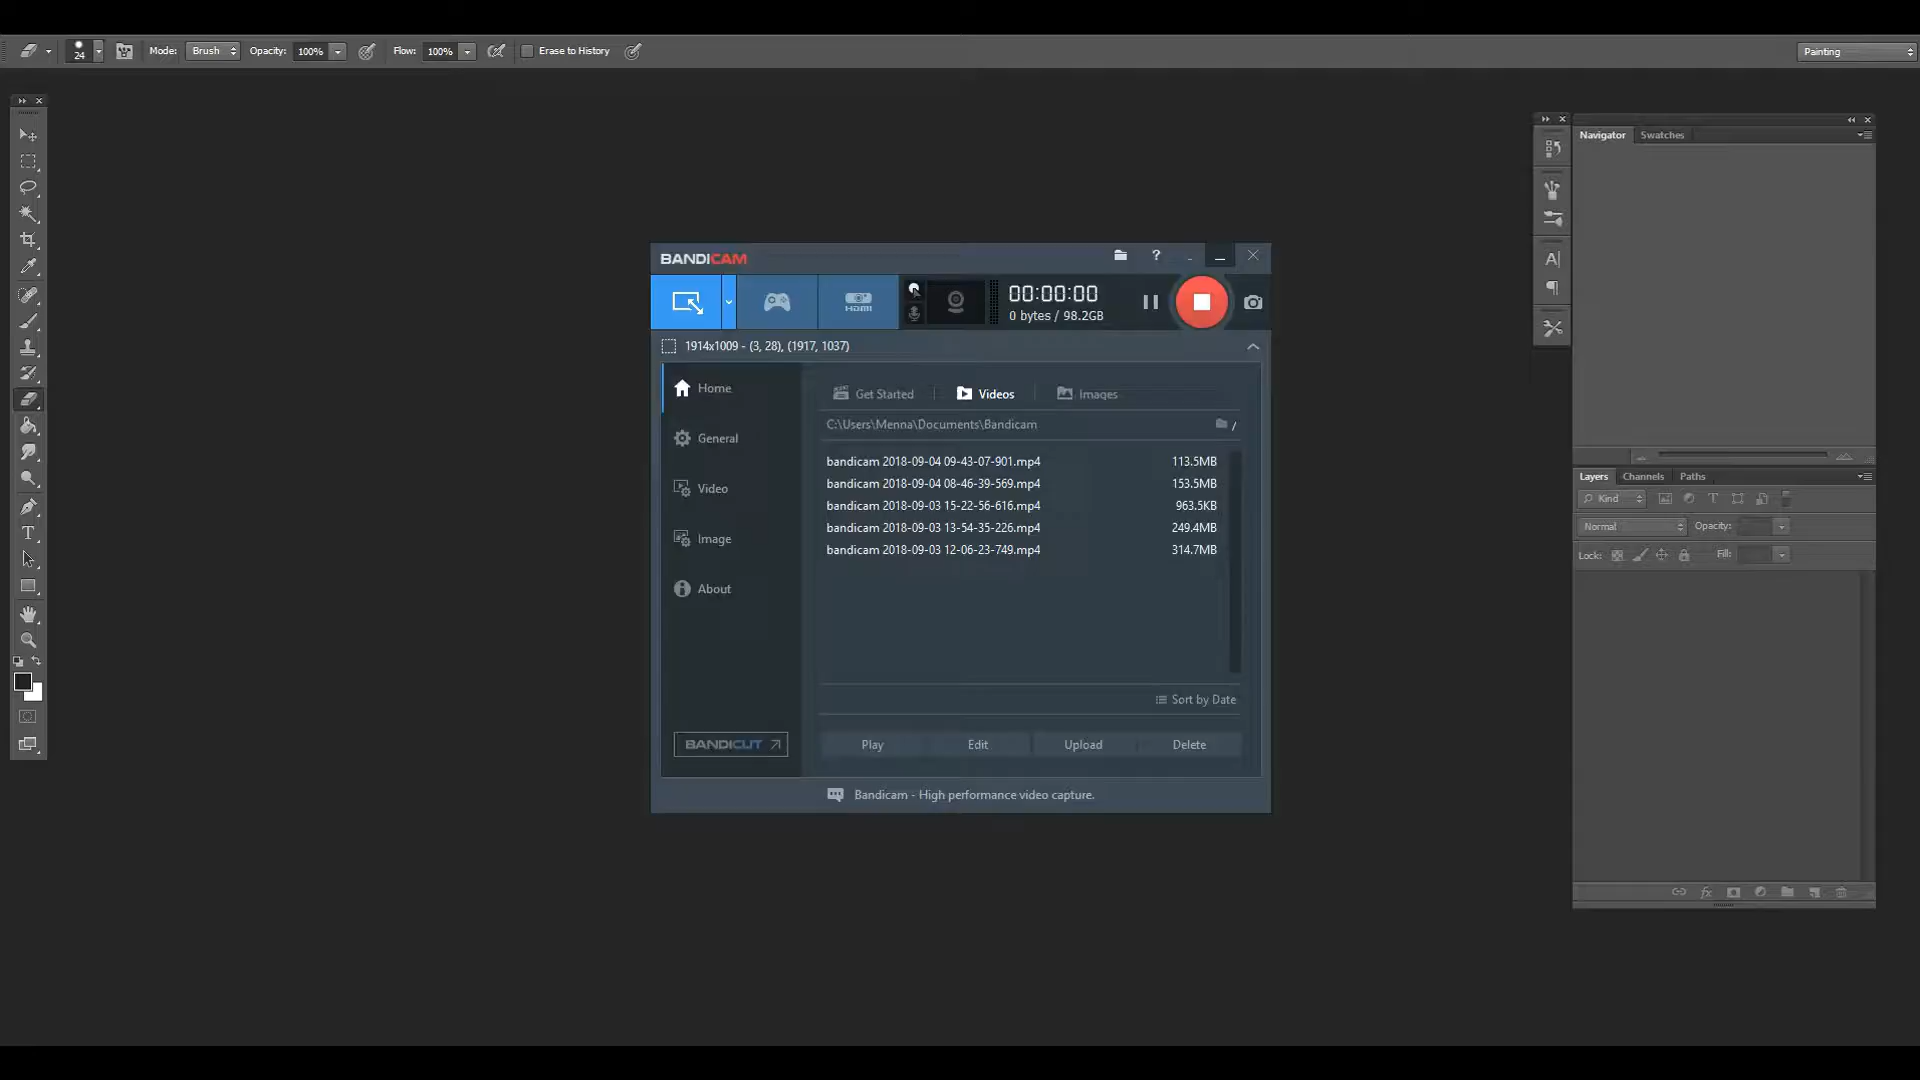 24 Mode: Brush Opacity: 100% Flow: 100% Erase to History Painting
Navigator Swatches
BANDICAM ?
HDMI
00:00:00
0 bytes / 98.2GB
1914x1009 - (3, 28), (1917, 1037)
Home
General
Video
Image
About
BANDICUT
Get Started Videos Images
C:\Users\Menna\Documents\Bandicam /
bandicam 2018-09-04 09-43-07-901.mp4 113.5MB
bandicam 2018-09-04 08-46-39-569.mp4 153.5MB
bandicam 2018-09-03 15-22-56-616.mp4 963.5KB
bandicam 2018-09-03 13-54-35-226.mp4 249.4MB
bandicam 2018-09-03 12-06-23-749.mp4 314.7MB
Sort by Date
Play Edit Upload Delete
Bandicam - High performance video capture.
Layers Channels Paths
Kind
Normal Opacity:
Lock: Fill: